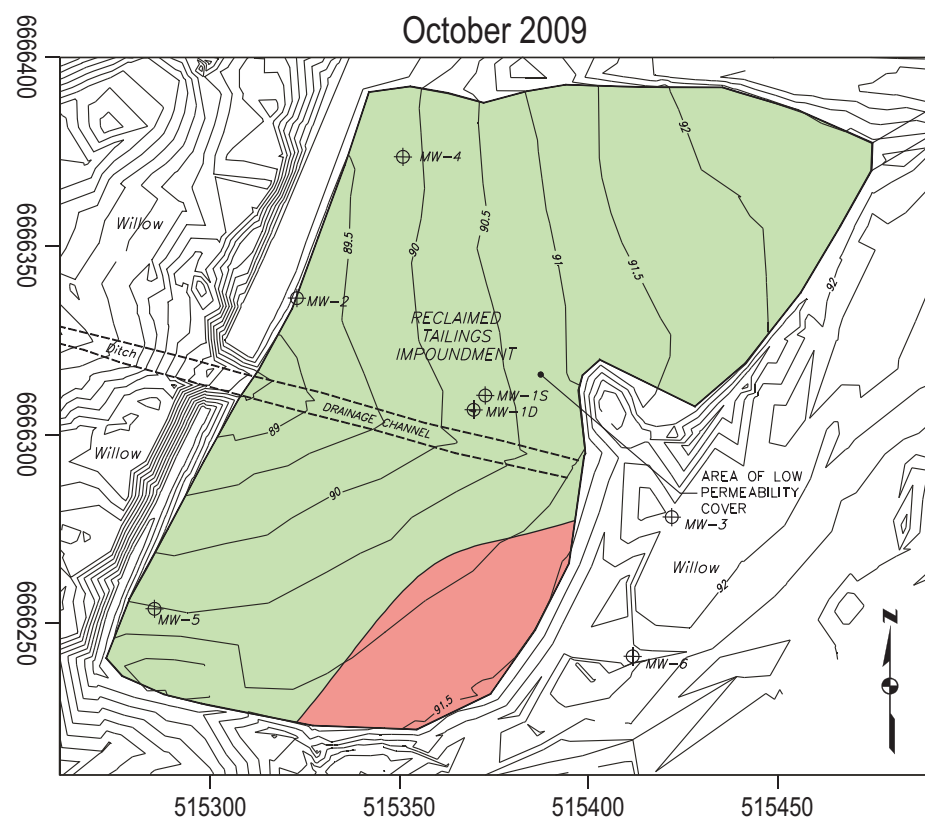 October 2009
6666400
6666350
6666300
6666250
92
MW-4
90.5
Willow
89.5
90
91
91.5
92
MW-2
RECLAIMED
TAILINGS
IMPOUNDMENT
Ditch
MW-1S
MW-1D
DRAINAGE CHANNEL
89
Willow
AREA OF LOW
PERMEABILITY
COVER
90
MW-3
Willow
92
MW-5
MW-6
N
91.5
515300
515350
515400
515450